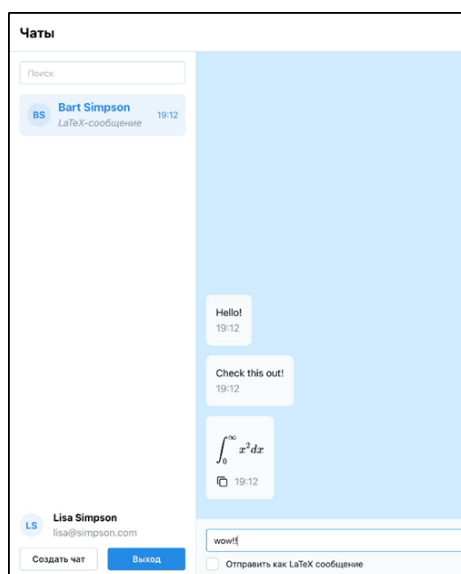 Чаты
Поиск
BS
Bart Simpson
19:12
LaTeX-сообщение
Hello!
19:12
Check this out!
19:12
∫₀^∞ x²dx
19:12
LS
Lisa Simpson
lisa@simpson.com
Создать чат
Выход
wow!!
Отправить как LaTeX сообщение